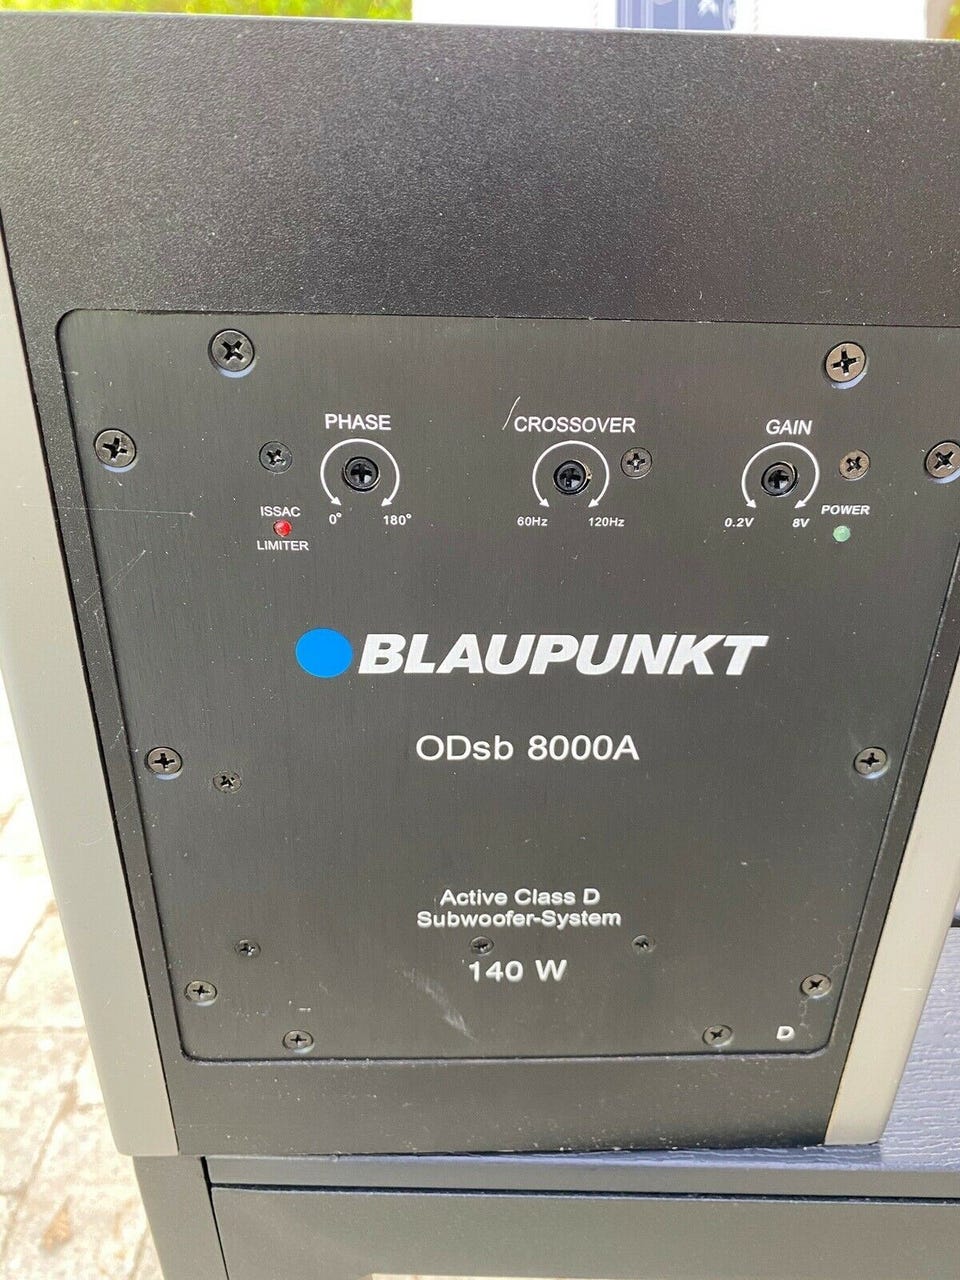 PHASE
CROSSOVER
GAIN
ISSAC
LIMITER
0°
180°
60Hz
120Hz
0.2V
8V
POWER
BLAUPUNKT
ODsb 8000A
Active Class D
Subwoofer-System
140 W
D